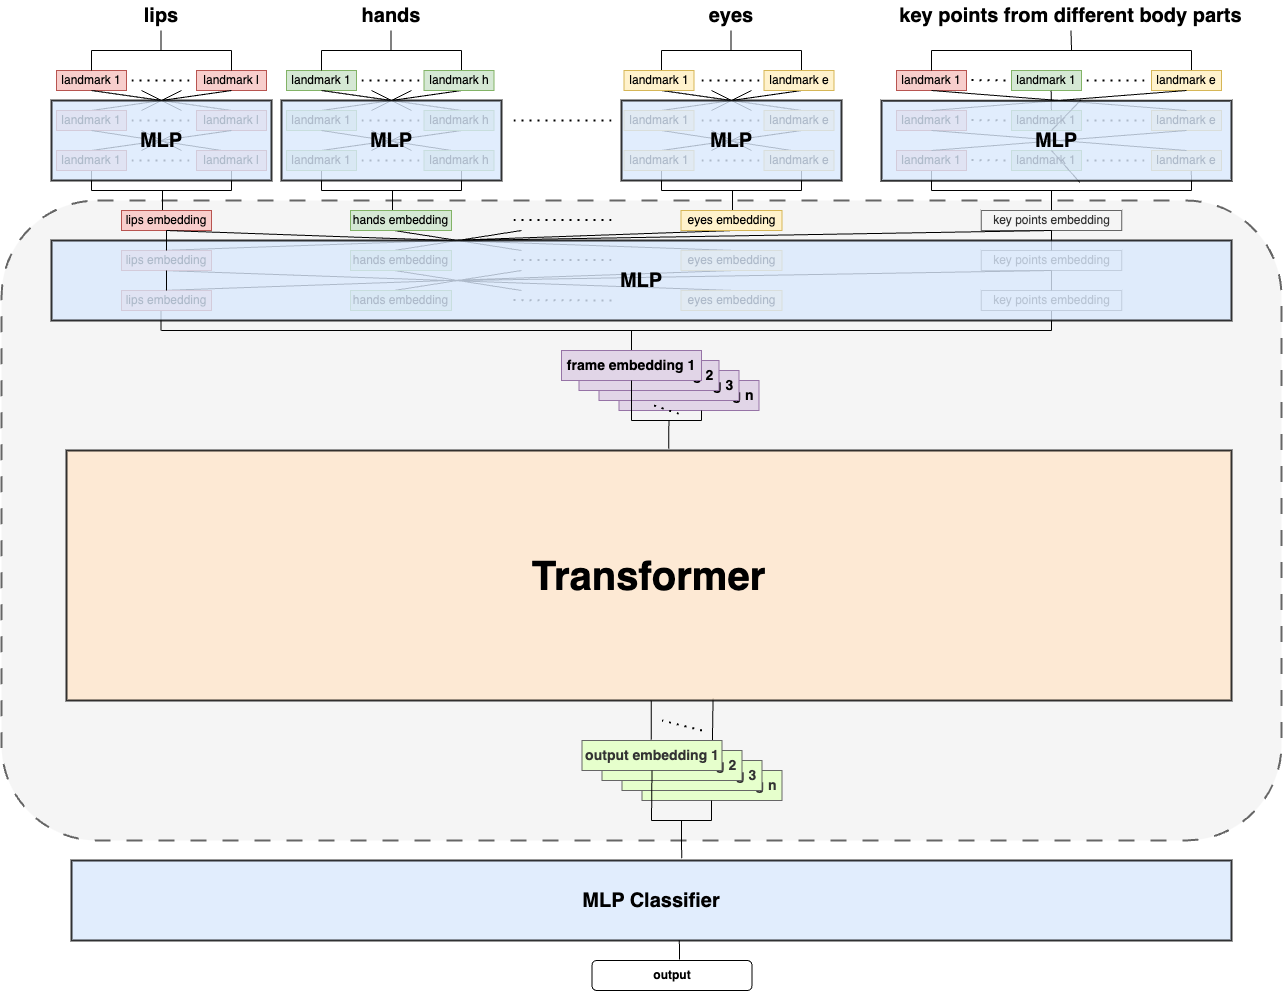 lips hands eyes key points from different body parts
landmark 1 landmark l landmark 1 landmark h landmark 1 landmark e landmark 1 landmark 1 landmark e
landmark 1 landmark l landmark 1 landmark h landmark 1 landmark e landmark 1 landmark 1 landmark e
MLP MLP MLP MLP
landmark 1 landmark l landmark 1 landmark h landmark 1 landmark e landmark 1 landmark 1 landmark e
lips embedding hands embedding eyes embedding key points embedding
lips embedding hands embedding eyes embedding key points embedding
MLP
lips embedding hands embedding eyes embedding key points embedding
frame embedding 1
2
3
n
Transformer
output embedding 1
2
3
n
MLP Classifier
output